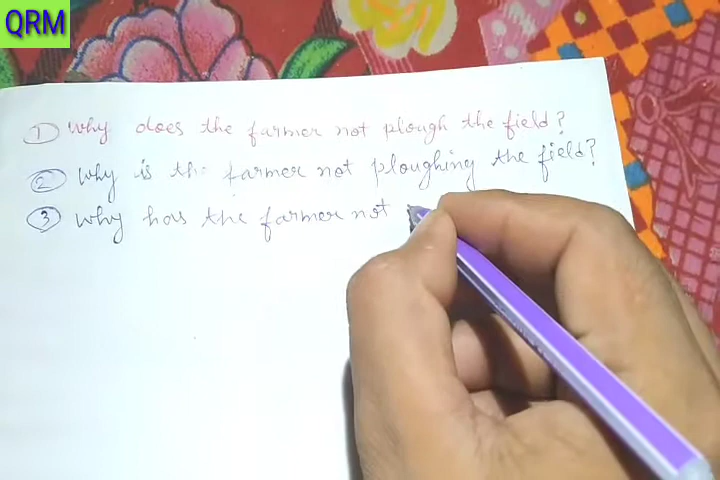 QRM
1 Why does the farmer not plough the field?
2 Why is the farmer not ploughing the field?
3 Why has the farmer not